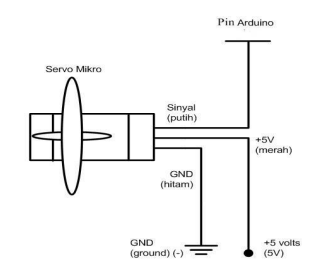 Pin Arduino
Servo Mikro
Sinyal
(putih)
+5V
(merah)
GND
(hitam)
GND
(ground) (-)
+5 volts
(5V)